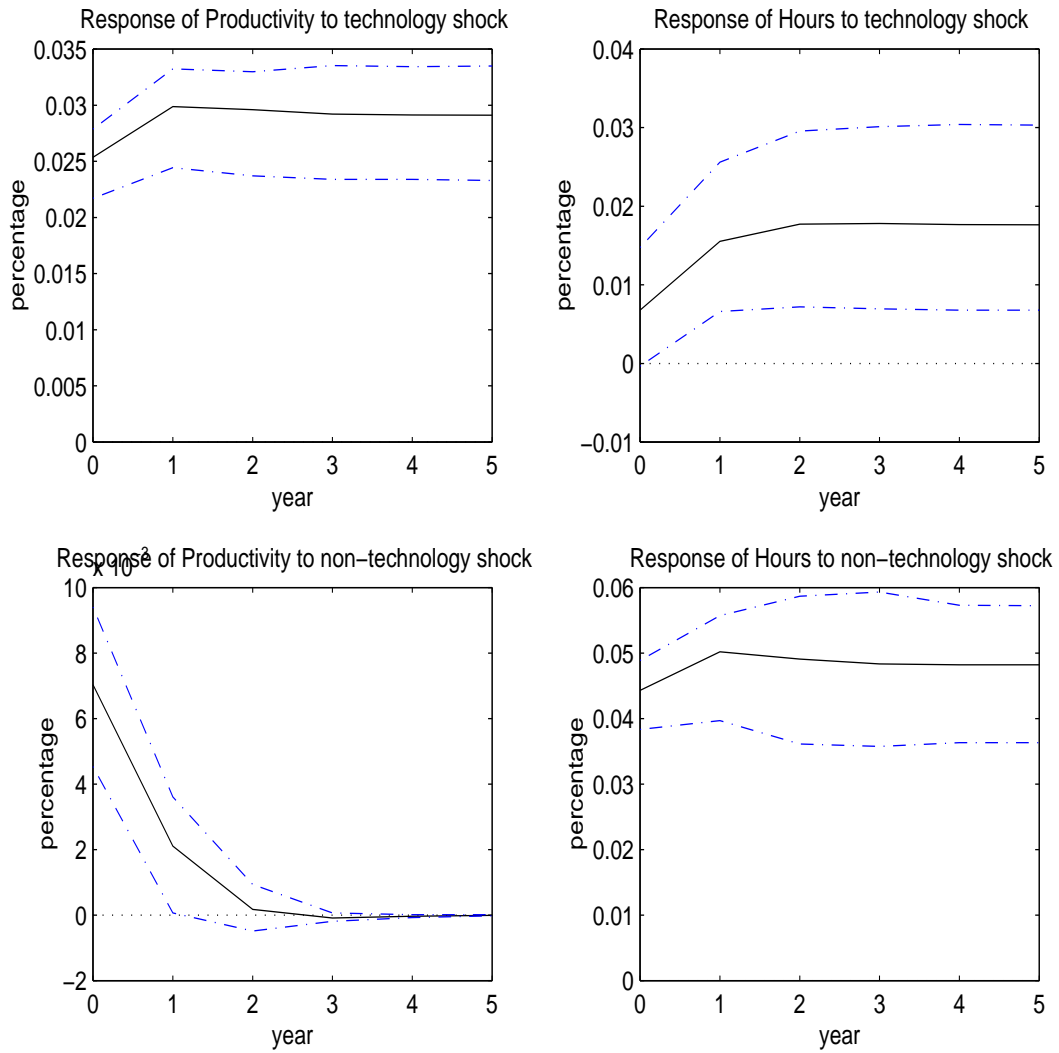 Response of Productivity to technology shock
0.035
0.03
0.025
0.02
0.015
0.01
0.005
0
percentage
0 1 2 3 4 5
year
Response of Hours to technology shock
0.04
0.03
0.02
0.01
0
−0.01
percentage
0 1 2 3 4 5
year
Response of Productivity to non−technology shock
x 10
10
8
6
4
2
0
−2
percentage
0 1 2 3 4 5
year
Response of Hours to non−technology shock
0.06
0.05
0.04
0.03
0.02
0.01
0
percentage
0 1 2 3 4 5
year